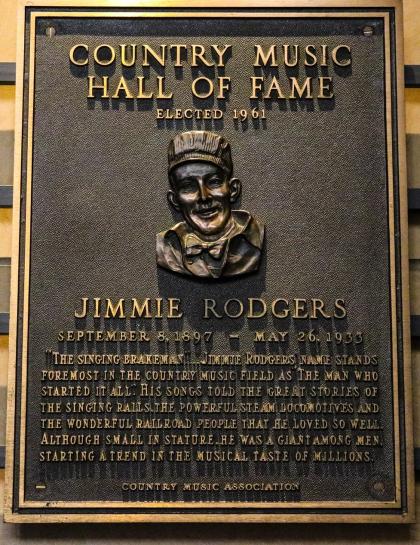 COUNTRY MUSIC
HALL OF FAME
ELECTED 1961
JIMMIE RODGERS
SEPTEMBER 8, 1897 - MAY 26, 1933
"THE SINGING BRAKEMAN"...JIMMIE RODGERS' NAME STANDS
FOREMOST IN THE COUNTRY MUSIC FIELD AS "THE MAN WHO
STARTED IT ALL". HIS SONGS TOLD THE GREAT STORIES OF
THE SINGING RAILS, THE POWERFUL STEAM LOCOMOTIVES AND
THE WONDERFUL RAILROAD PEOPLE THAT HE LOVED SO WELL.
ALTHOUGH SMALL IN STATURE, HE WAS A GIANT AMONG MEN,
STARTING A TREND IN THE MUSICAL TASTE OF MILLIONS.
COUNTRY MUSIC ASSOCIATION